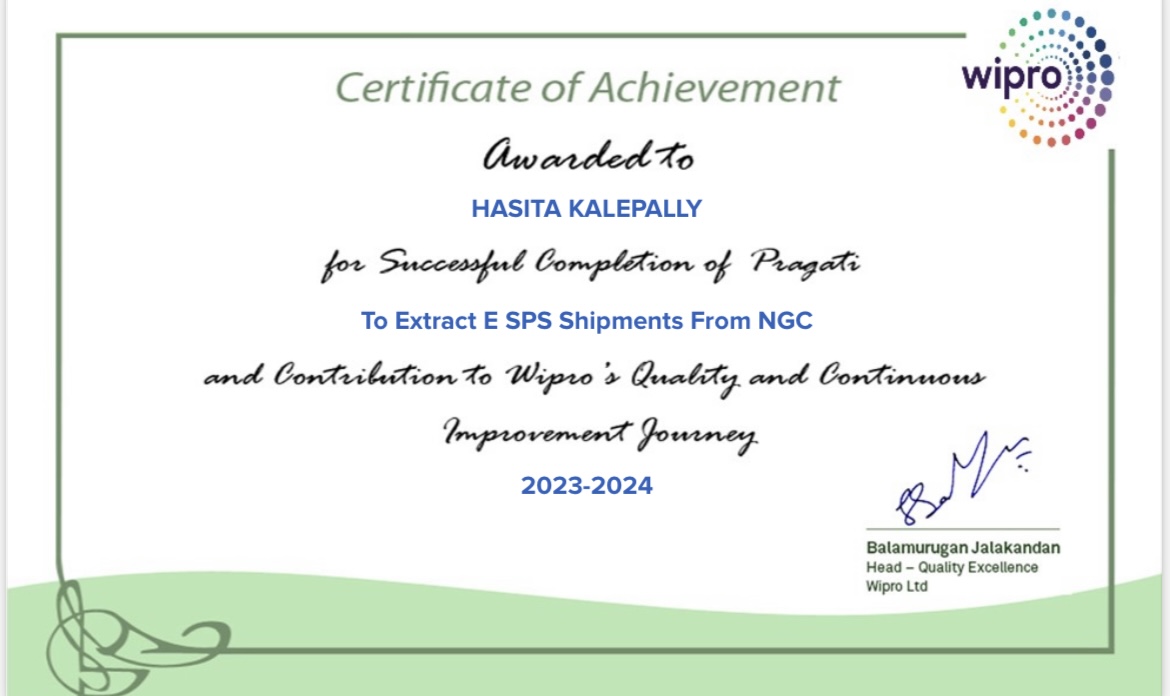 wipro
Certificate of Achievement
Awarded to
HASITA KALEPALLY
for Successful Completion of Pragati
To Extract E SPS Shipments From NGC
and Contribution to Wipro's Quality and Continuous
Improvement Journey
2023-2024
Balamurugan Jalakandan
Head – Quality Excellence
Wipro Ltd